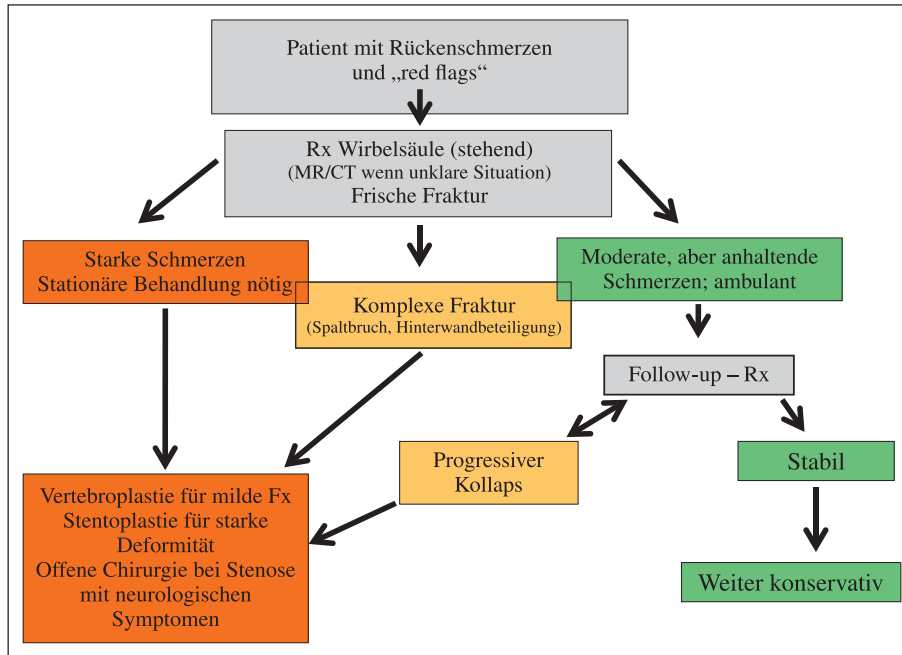 Patient mit Rückenschmerzen
und „red flags“
Rx Wirbelsäule (stehend)
(MR/CT wenn unklare Situation)
Frische Fraktur
Starke Schmerzen
Stationäre Behandlung nötig
Komplexe Fraktur
(Spaltbruch, Hinterwandbeteiligung)
Moderate, aber anhaltende
Schmerzen; ambulant
Follow-up – Rx
Progressiver
Kollaps
Stabil
Vertebroplastie für milde Fx
Stentoplastie für starke
Deformität
Offene Chirurgie bei Stenose
mit neurologischen
Symptomen
Weiter konservativ